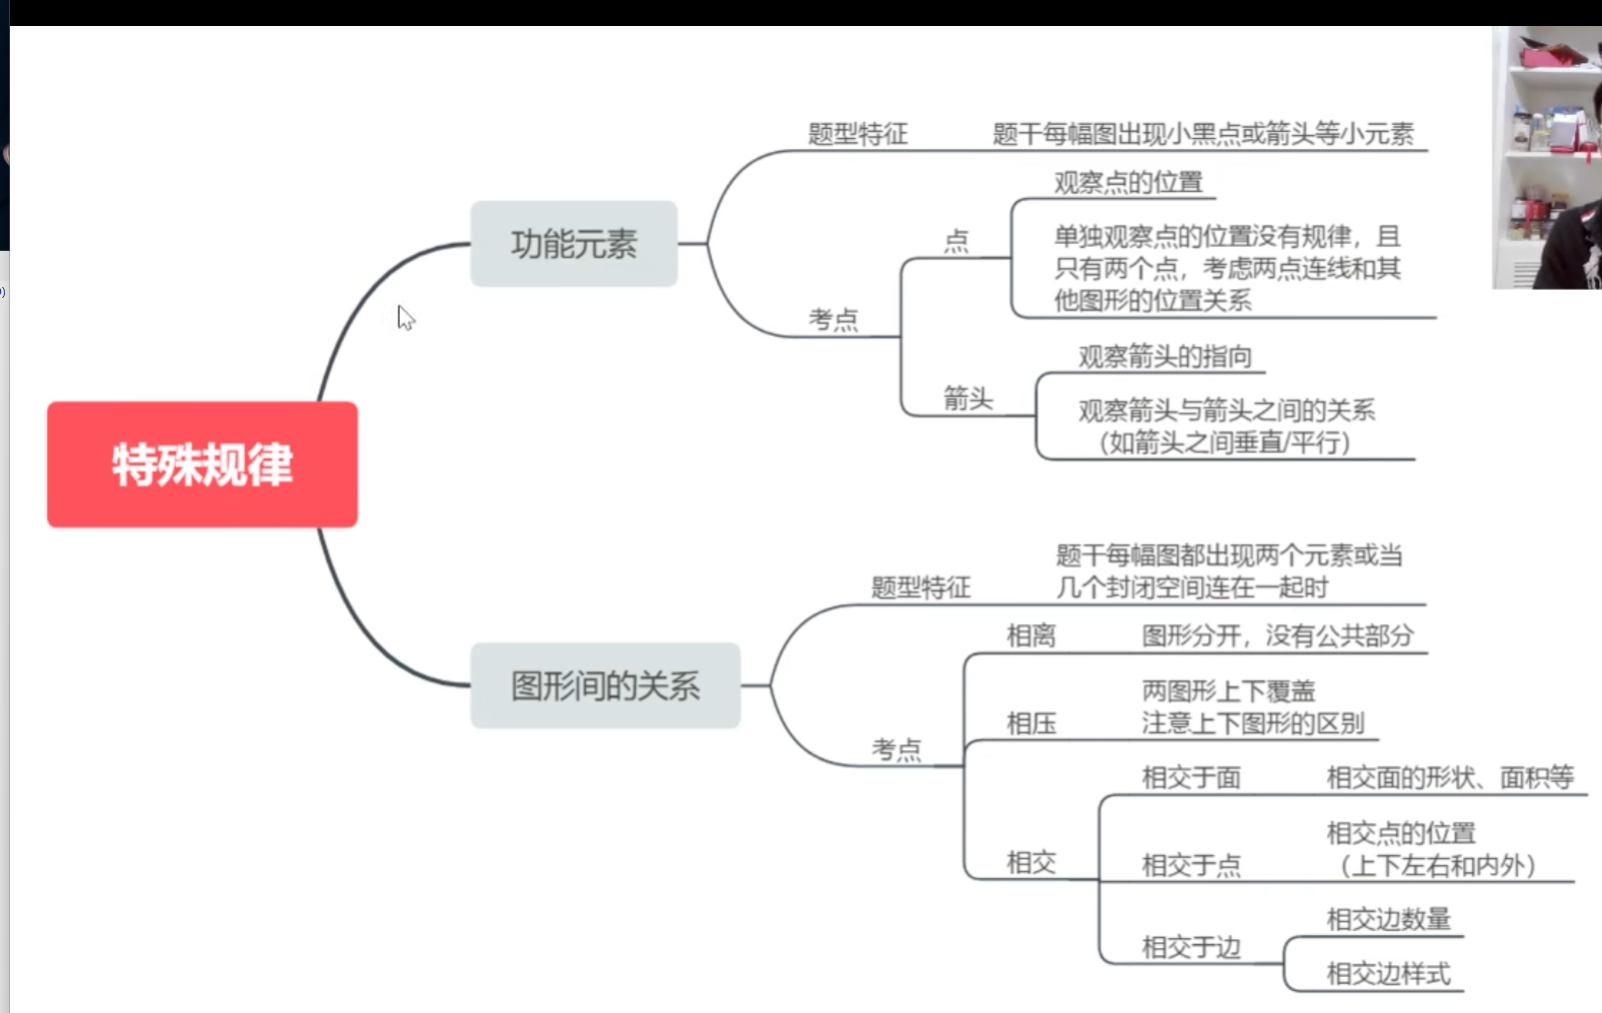 题型特征
题干每幅图出现小黑点或箭头等小元素
观察点的位置
功能元素
点
单独观察点的位置没有规律，且
只有两个点，考虑两点连线和其
他图形的位置关系
考点
观察箭头的指向
箭头
观察箭头与箭头之间的关系
（如箭头之间垂直/平行）
特殊规律
题干每幅图都出现两个元素或当
几个封闭空间连在一起时
题型特征
相离
图形分开，没有公共部分
图形间的关系
两图形上下覆盖
相压
注意上下图形的区别
考点
相交于面
相交面的形状、面积等
相交点的位置
相交
相交于点
（上下左右和内外）
相交边数量
相交于边
相交边样式